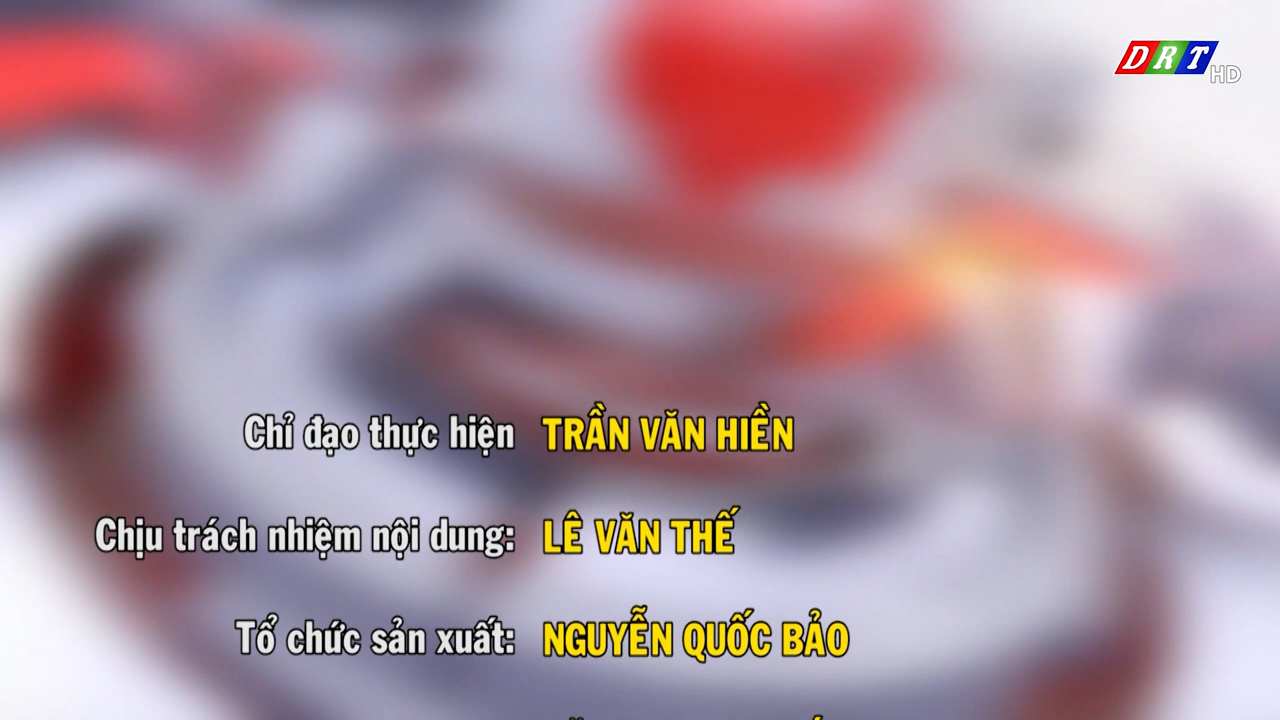 DRT HD
Chỉ đạo thực hiện TRẦN VĂN HIỀN
Chịu trách nhiệm nội dung: LÊ VĂN THẾ
Tổ chức sản xuất: NGUYỄN QUỐC BẢO